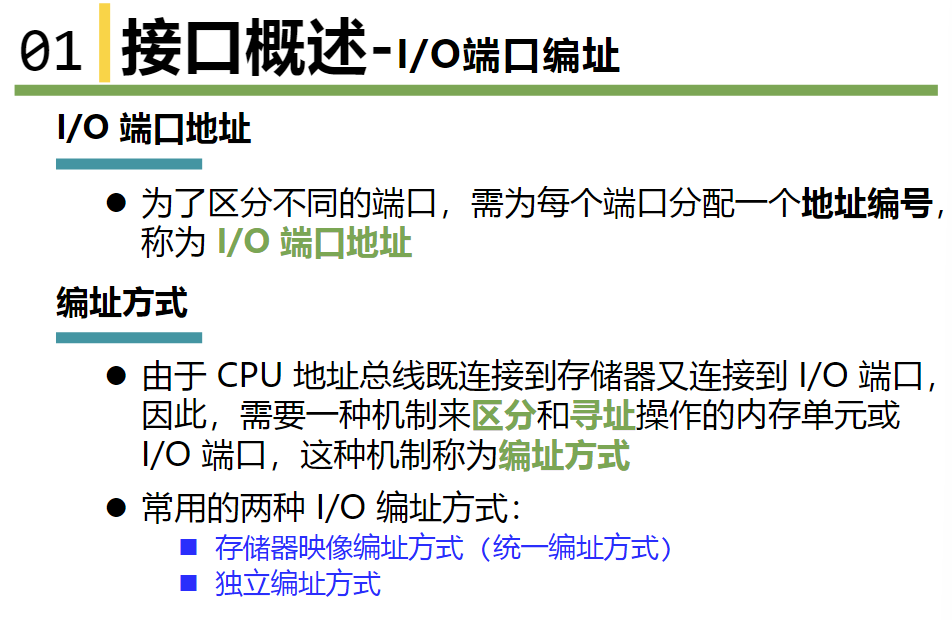 01 接口概述-I/O端口编址
I/O 端口地址
● 为了区分不同的端口，需为每个端口分配一个地址编号，
称为 I/O 端口地址
编址方式
● 由于 CPU 地址总线既连接到存储器又连接到 I/O 端口，
因此，需要一种机制来区分和寻址操作的内存单元或
I/O 端口，这种机制称为编址方式
● 常用的两种 I/O 编址方式：
■ 存储器映像编址方式（统一编址方式）
■ 独立编址方式